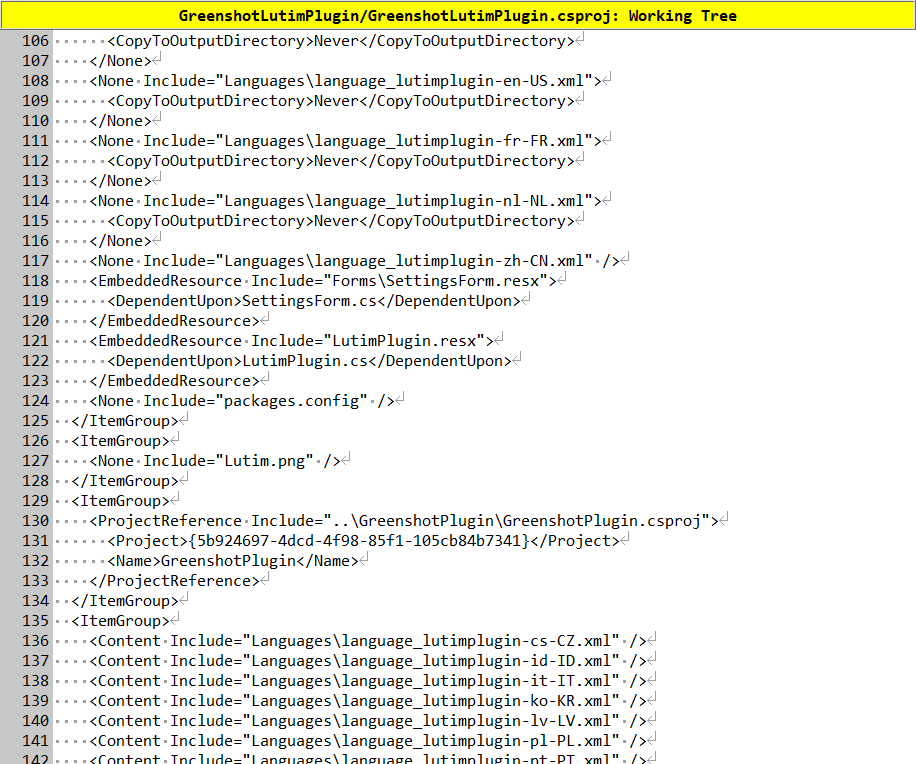 GreenshotLutimPlugin/GreenshotLutimPlugin.csproj: Working Tree
106       <CopyToOutputDirectory>Never</CopyToOutputDirectory>
107     </None>
108     <None Include="Languages\language_lutimplugin-en-US.xml">
109       <CopyToOutputDirectory>Never</CopyToOutputDirectory>
110     </None>
111     <None Include="Languages\language_lutimplugin-fr-FR.xml">
112       <CopyToOutputDirectory>Never</CopyToOutputDirectory>
113     </None>
114     <None Include="Languages\language_lutimplugin-nl-NL.xml">
115       <CopyToOutputDirectory>Never</CopyToOutputDirectory>
116     </None>
117     <None Include="Languages\language_lutimplugin-zh-CN.xml" />
118     <EmbeddedResource Include="Forms\SettingsForm.resx">
119       <DependentUpon>SettingsForm.cs</DependentUpon>
120     </EmbeddedResource>
121     <EmbeddedResource Include="LutimPlugin.resx">
122       <DependentUpon>LutimPlugin.cs</DependentUpon>
123     </EmbeddedResource>
124     <None Include="packages.config" />
125   </ItemGroup>
126   <ItemGroup>
127     <None Include="Lutim.png" />
128   </ItemGroup>
129   <ItemGroup>
130     <ProjectReference Include="..\GreenshotPlugin\GreenshotPlugin.csproj">
131       <Project>{5b924697-4dcd-4f98-85f1-105cb84b7341}</Project>
132       <Name>GreenshotPlugin</Name>
133     </ProjectReference>
134   </ItemGroup>
135   <ItemGroup>
136     <Content Include="Languages\language_lutimplugin-cs-CZ.xml" />
137     <Content Include="Languages\language_lutimplugin-id-ID.xml" />
138     <Content Include="Languages\language_lutimplugin-it-IT.xml" />
139     <Content Include="Languages\language_lutimplugin-ko-KR.xml" />
140     <Content Include="Languages\language_lutimplugin-lv-LV.xml" />
141     <Content Include="Languages\language_lutimplugin-pl-PL.xml" />
142     <Content Include="Languages\language_lutimplugin-pt-PT.xml" />